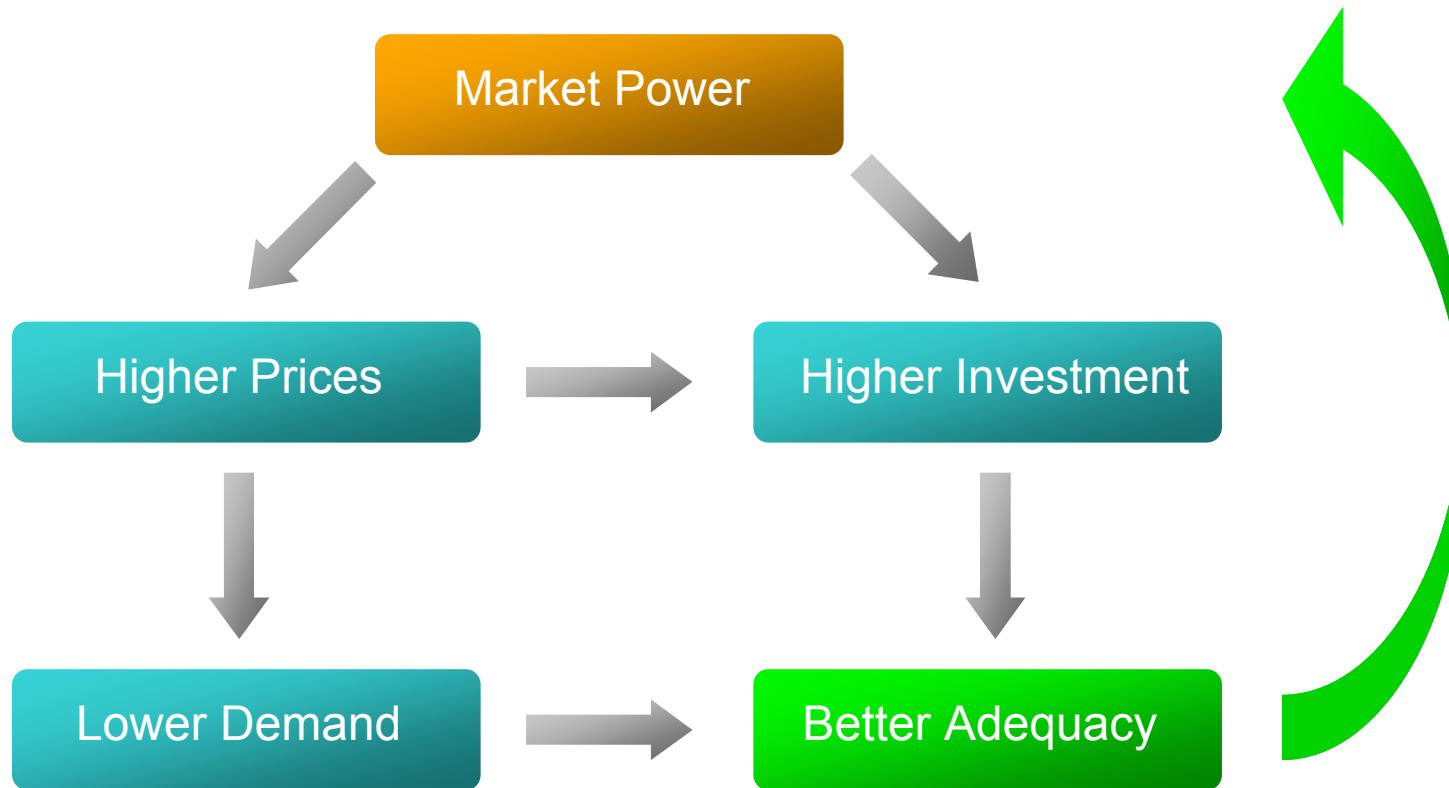 Market Power
Higher Prices
Higher Investment
Lower Demand
Better Adequacy